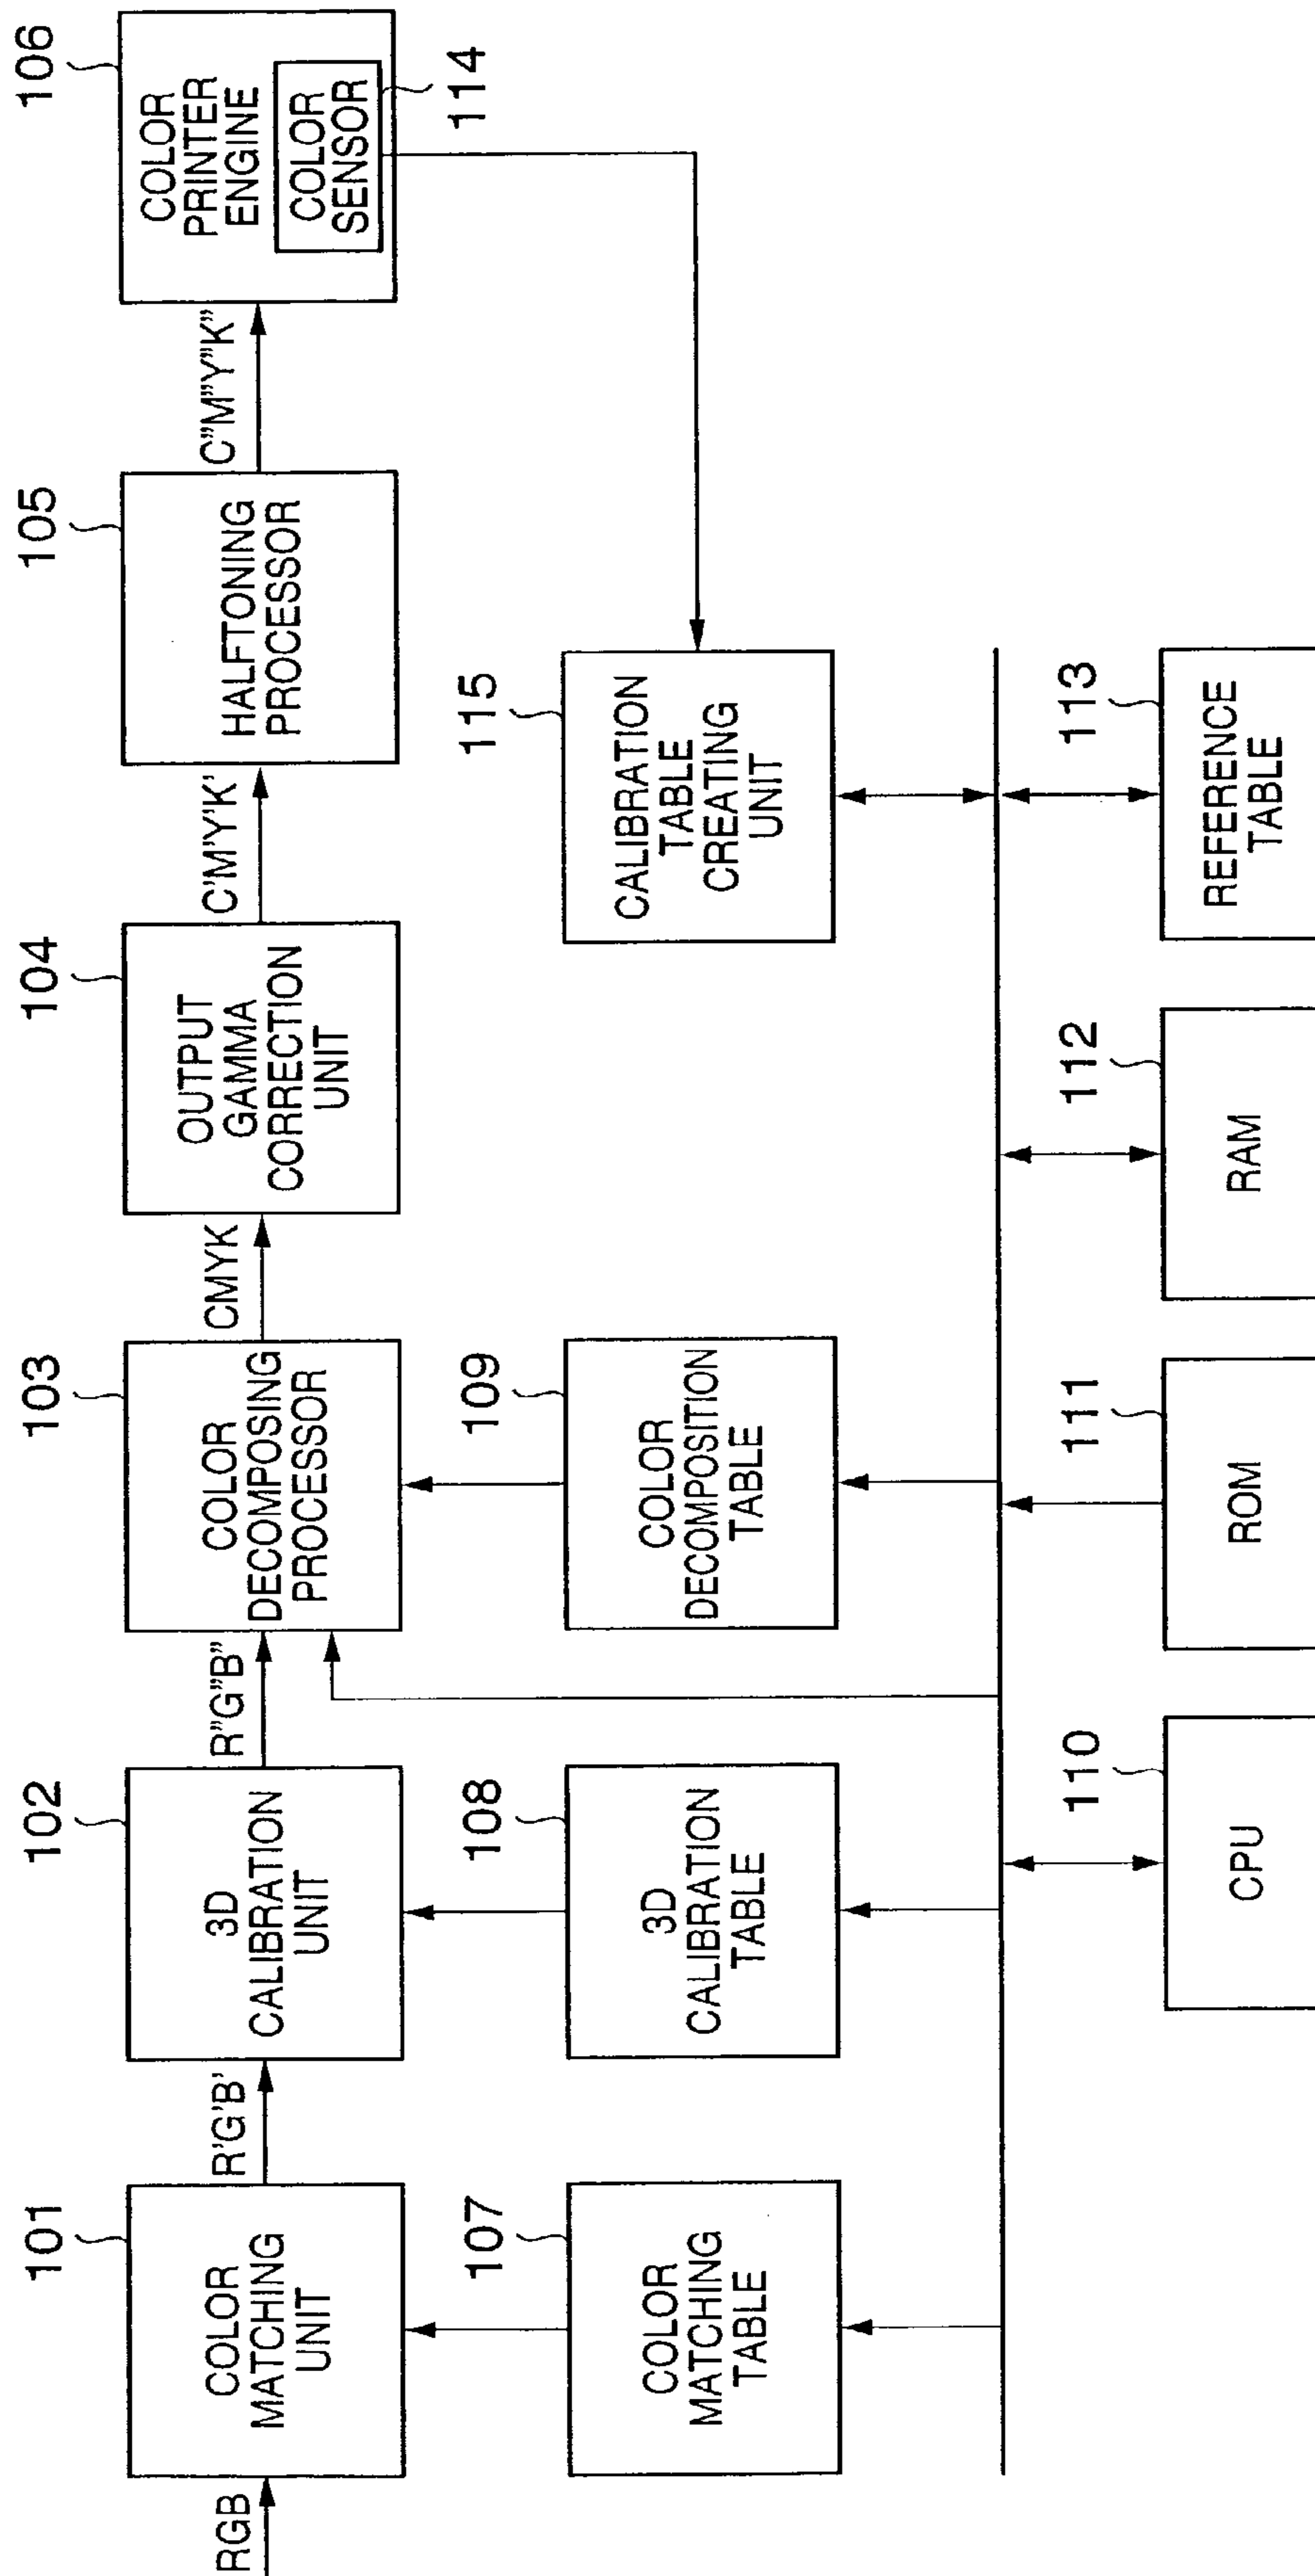 RGB
101
COLOR
MATCHING
UNIT
R'G'B'
102
3D
CALIBRATION
UNIT
R"G"B"
103
COLOR
DECOMPOSING
PROCESSOR
CMYK
104
OUTPUT
GAMMA
CORRECTION
UNIT
C'M'Y'K'
105
HALFTONING
PROCESSOR
C"M"Y"K"
106
COLOR
PRINTER
ENGINE
COLOR
SENSOR
114
107
COLOR
MATCHING
TABLE
108
3D
CALIBRATION
TABLE
109
COLOR
DECOMPOSITION
TABLE
115
CALIBRATION
TABLE
CREATING
UNIT
110
CPU
111
ROM
112
RAM
113
REFERENCE
TABLE